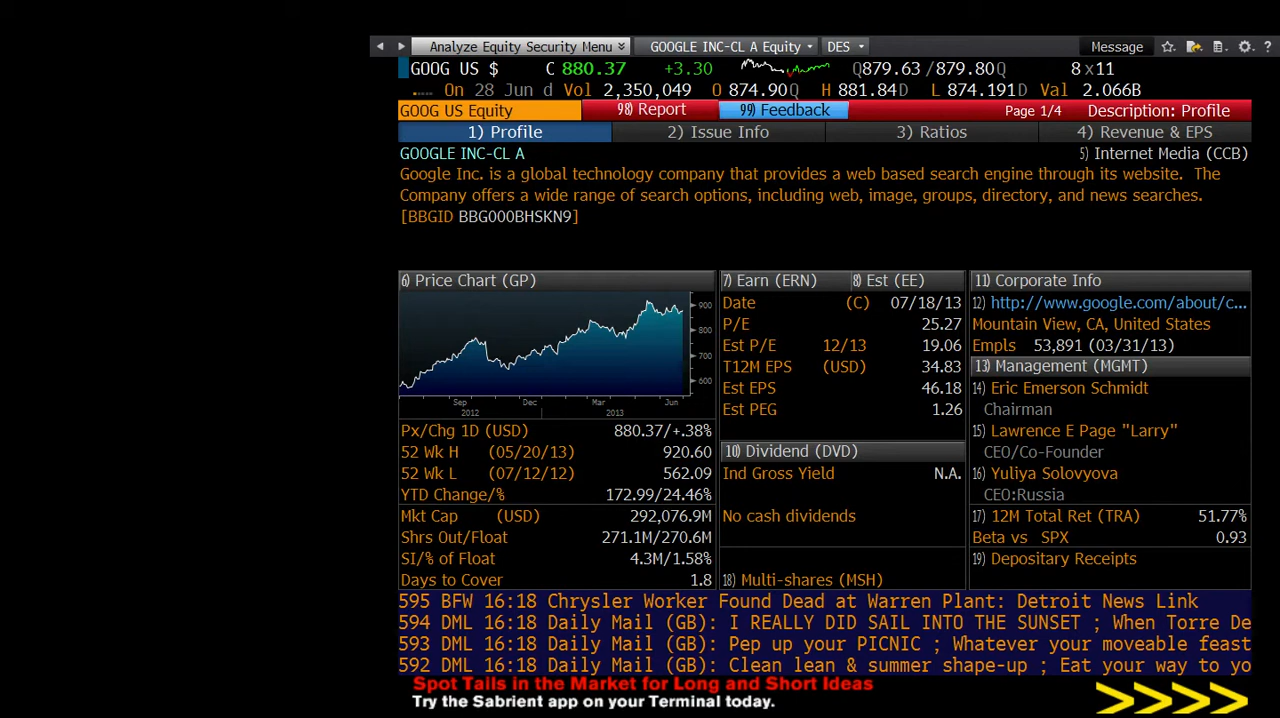 Analyze Equity Security Menu GOOGLE INC-CL A Equity DES Message ?
GOOG US $ C 880.37 +3.30 Q879.63 /879.80Q 8 x11
On 28 Jun d Vol 2,350,049 O 874.90Q H 881.84D L 874.191D Val 2.066B
GOOG US Equity 98) Report 99) Feedback Page 1/4 Description: Profile
1) Profile 2) Issue Info 3) Ratios 4) Revenue & EPS
GOOGLE INC-CL A 5) Internet Media (CCB)
Google Inc. is a global technology company that provides a web based search engine through its website. The
Company offers a wide range of search options, including web, image, groups, directory, and news searches.
[BBGID BBG000BHSKN9]
6) Price Chart (GP)
900
800
700
600
Sep Dec Mar Jun
2012 2013
Px/Chg 1D (USD) 880.37/+.38%
52 Wk H (05/20/13) 920.60
52 Wk L (07/12/12) 562.09
YTD Change/% 172.99/24.46%
Mkt Cap (USD) 292,076.9M
Shrs Out/Float 271.1M/270.6M
SI/% of Float 4.3M/1.58%
Days to Cover 1.8
7) Earn (ERN) 8) Est (EE)
Date (C) 07/18/13
P/E 25.27
Est P/E 12/13 19.06
T12M EPS (USD) 34.83
Est EPS 46.18
Est PEG 1.26
10) Dividend (DVD)
Ind Gross Yield N.A.
No cash dividends
18) Multi-shares (MSH)
11) Corporate Info
12) http://www.google.com/about/c...
Mountain View, CA, United States
Empls 53,891 (03/31/13)
13) Management (MGMT)
14) Eric Emerson Schmidt
Chairman
15) Lawrence E Page "Larry"
CEO/Co-Founder
16) Yuliya Solovyova
CEO:Russia
17) 12M Total Ret (TRA) 51.77%
Beta vs SPX 0.93
19) Depositary Receipts
595 BFW 16:18 Chrysler Worker Found Dead at Warren Plant: Detroit News Link
594 DML 16:18 Daily Mail (GB): I REALLY DID SAIL INTO THE SUNSET ; When Torre De
593 DML 16:18 Daily Mail (GB): Pep up your PICNIC ; Whatever your moveable feast
592 DML 16:18 Daily Mail (GB): Clean lean & summer shape-up ; Eat your way to yo
Spot Tails in the Market for Long and Short Ideas
Try the Sabrient app on your Terminal today.